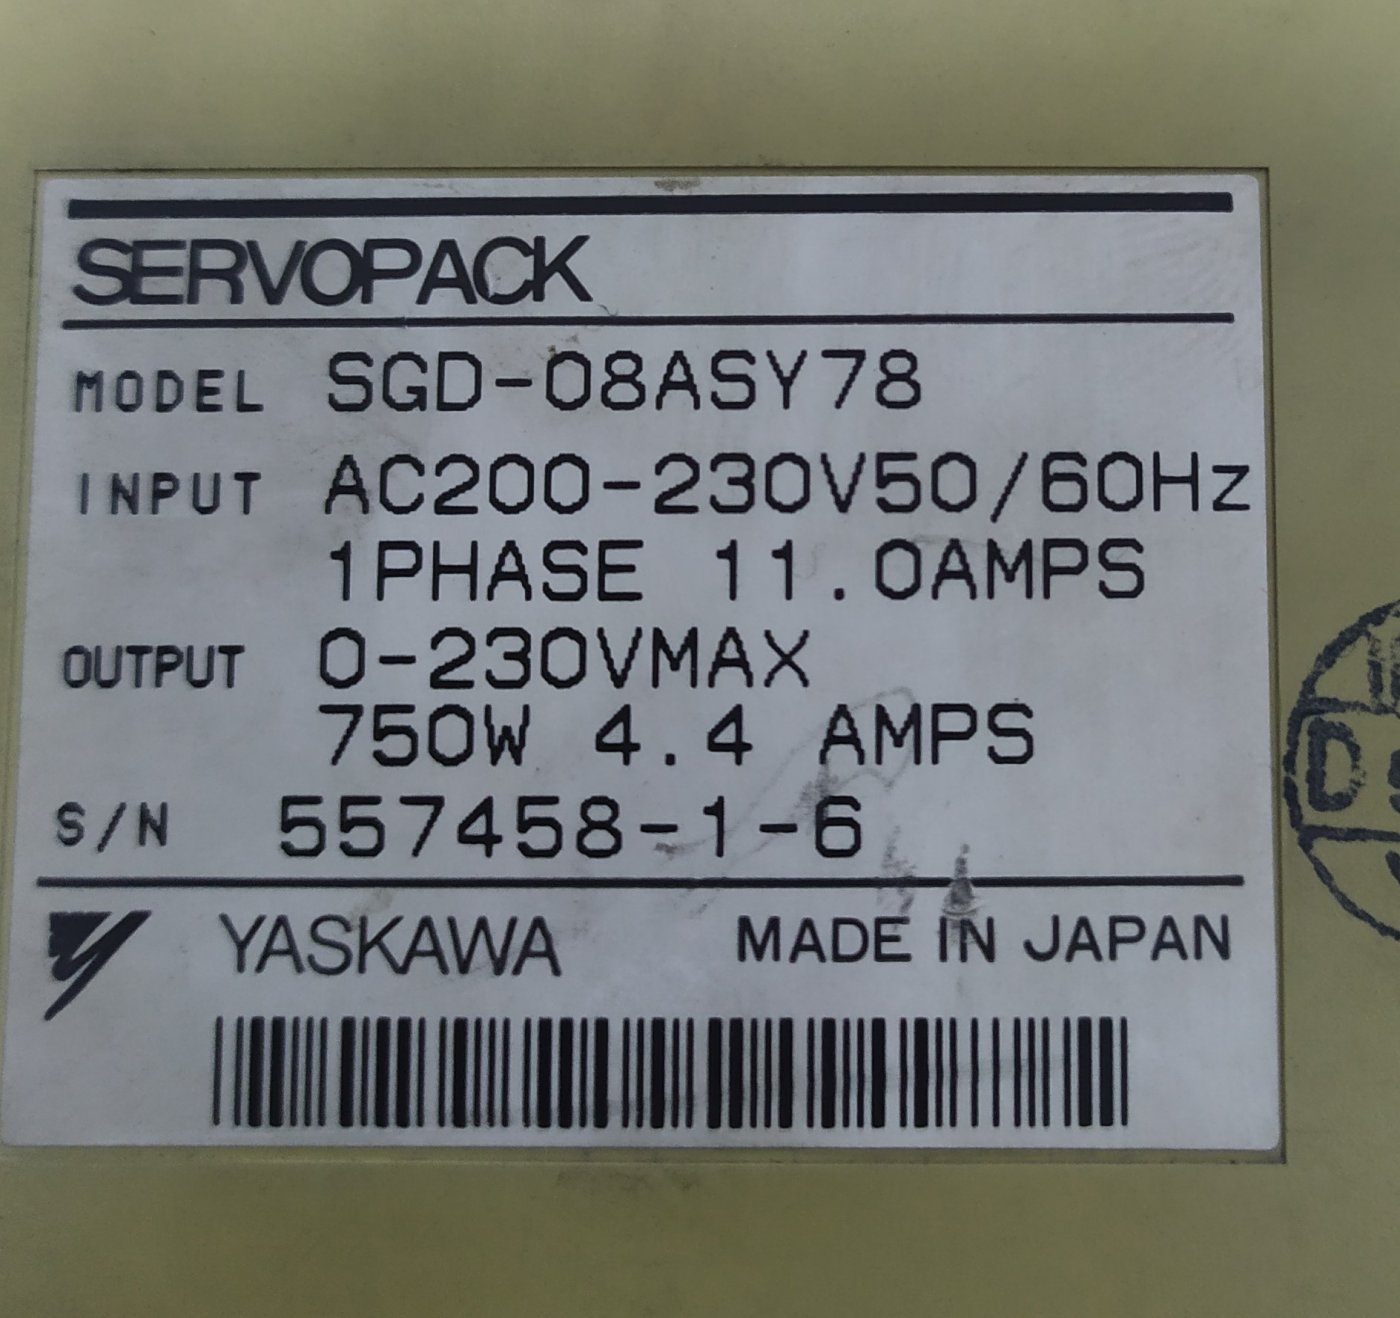 SERVOPACK
MODEL SGD-08ASY78
INPUT AC200-230V50/60Hz
1PHASE 11.0AMPS
OUTPUT 0-230VMAX
750W 4.4 AMPS
S/N 557458-1-6
YASKAWA MADE IN JAPAN
D